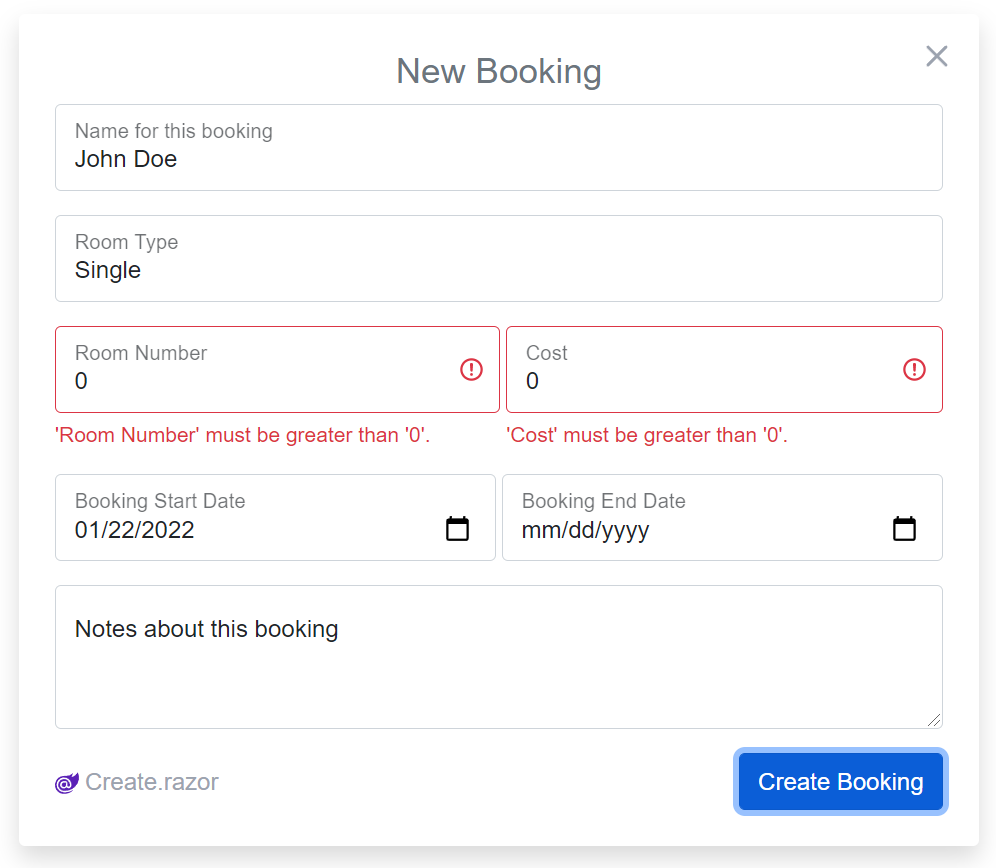 New Booking
Name for this booking
John Doe
Room Type
Single
Room Number
0
Cost
0
'Room Number' must be greater than '0'.
'Cost' must be greater than '0'.
Booking Start Date
01/22/2022
Booking End Date
mm/dd/yyyy
Notes about this booking
Create.razor
Create Booking